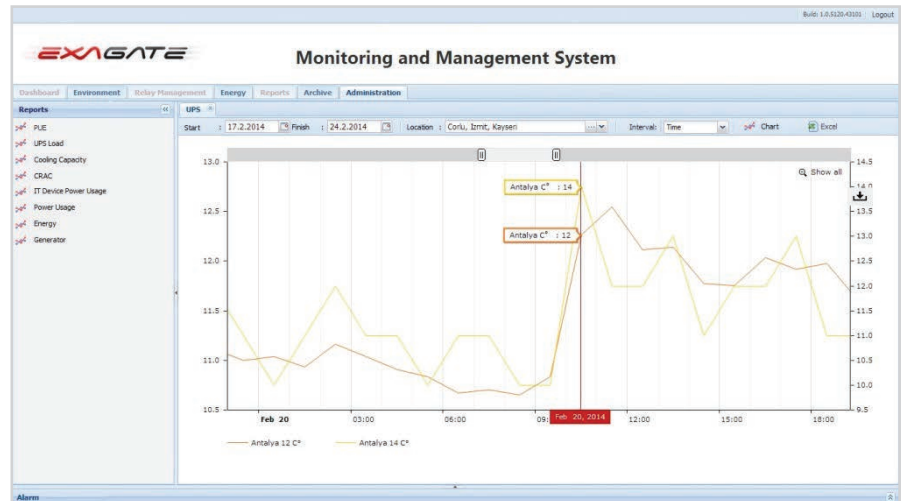 Build: 1.0.5120.43101 Logout
EXAGATE
Monitoring and Management System
Dashboard Environment Relay Management Energy Reports Archive Administration
Reports
UPS
PUE
UPS Load
Cooling Capacity
CRAC
IT Device Power Usage
Power Usage
Energy
Generator
Start : 17.2.2014 Finish : 24.2.2014 Location : Corlu, Izmit, Kayseri Interval: Time Chart Excel
Show all
13.0
12.5
12.0
11.5
11.0
10.5
Antalya C° : 14
Antalya C° : 12
14.5
14.0
13.5
13.0
12.5
12.0
11.5
11.0
10.5
10.0
9.5
Feb 20 03:00 06:00 09: Feb 20, 2014 12:00 15:00 18:00
Antalya 12 C° Antalya 14 C°
Alarm